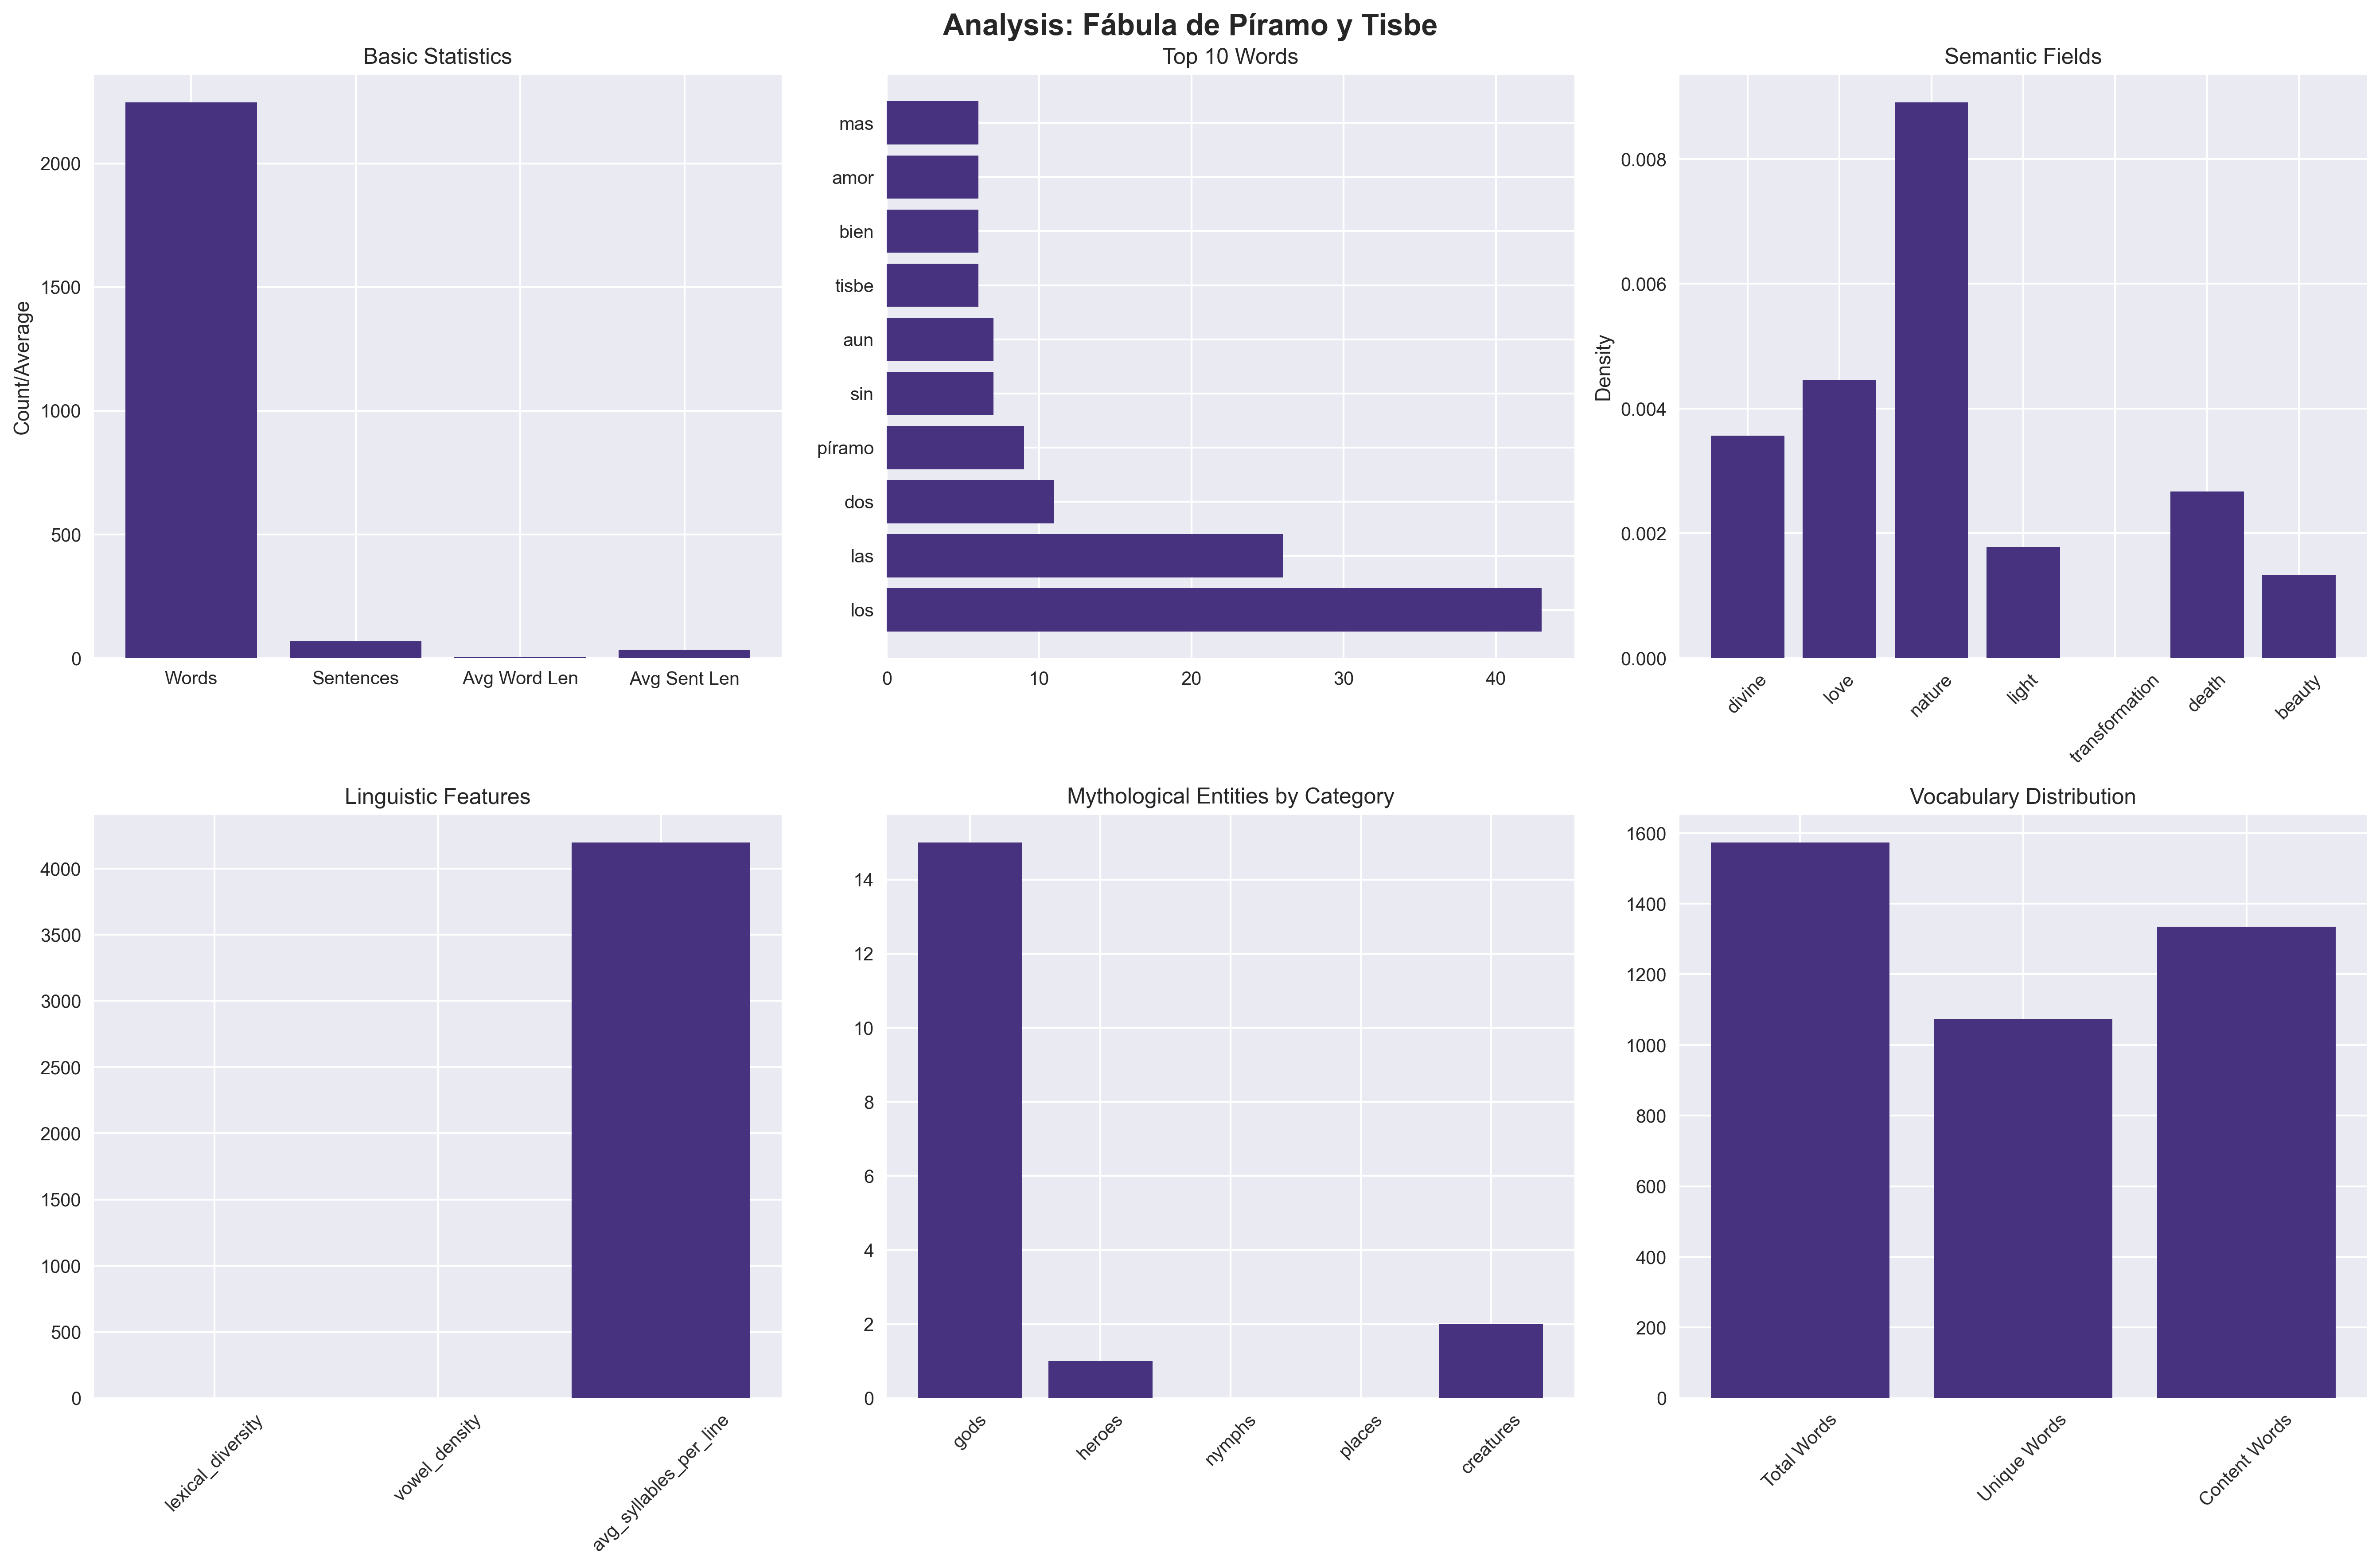 Analysis: Fábula de Píramo y Tisbe
Basic Statistics
Count/Average
2000
1500
1000
500
0
Words Sentences Avg Word Len Avg Sent Len
Top 10 Words
mas
amor
bien
tisbe
aun
sin
píramo
dos
las
los
0 10 20 30 40
Semantic Fields
Density
0.008
0.006
0.004
0.002
0.000
divine love nature light transformation death beauty
Linguistic Features
4000
3500
3000
2500
2000
1500
1000
500
0
lexical_diversity vowel_density avg_syllables_per_line
Mythological Entities by Category
14
12
10
8
6
4
2
0
gods heroes nymphs places creatures
Vocabulary Distribution
1600
1400
1200
1000
800
600
400
200
0
Total Words Unique Words Content Words